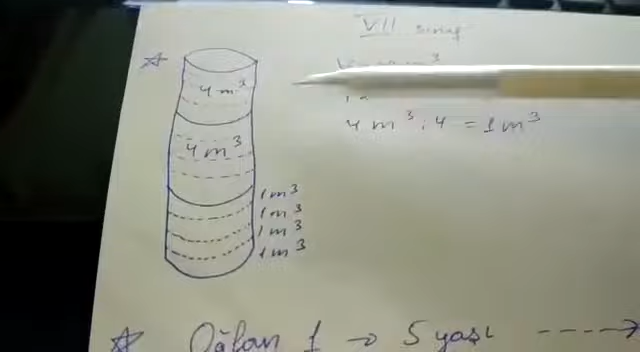 VII sinif
4 m³
4 m³ : 4 = 1 m³
4 m³
1 m³
1 m³
1 m³
1 m³
Oğlan 1 → 5 yaşı